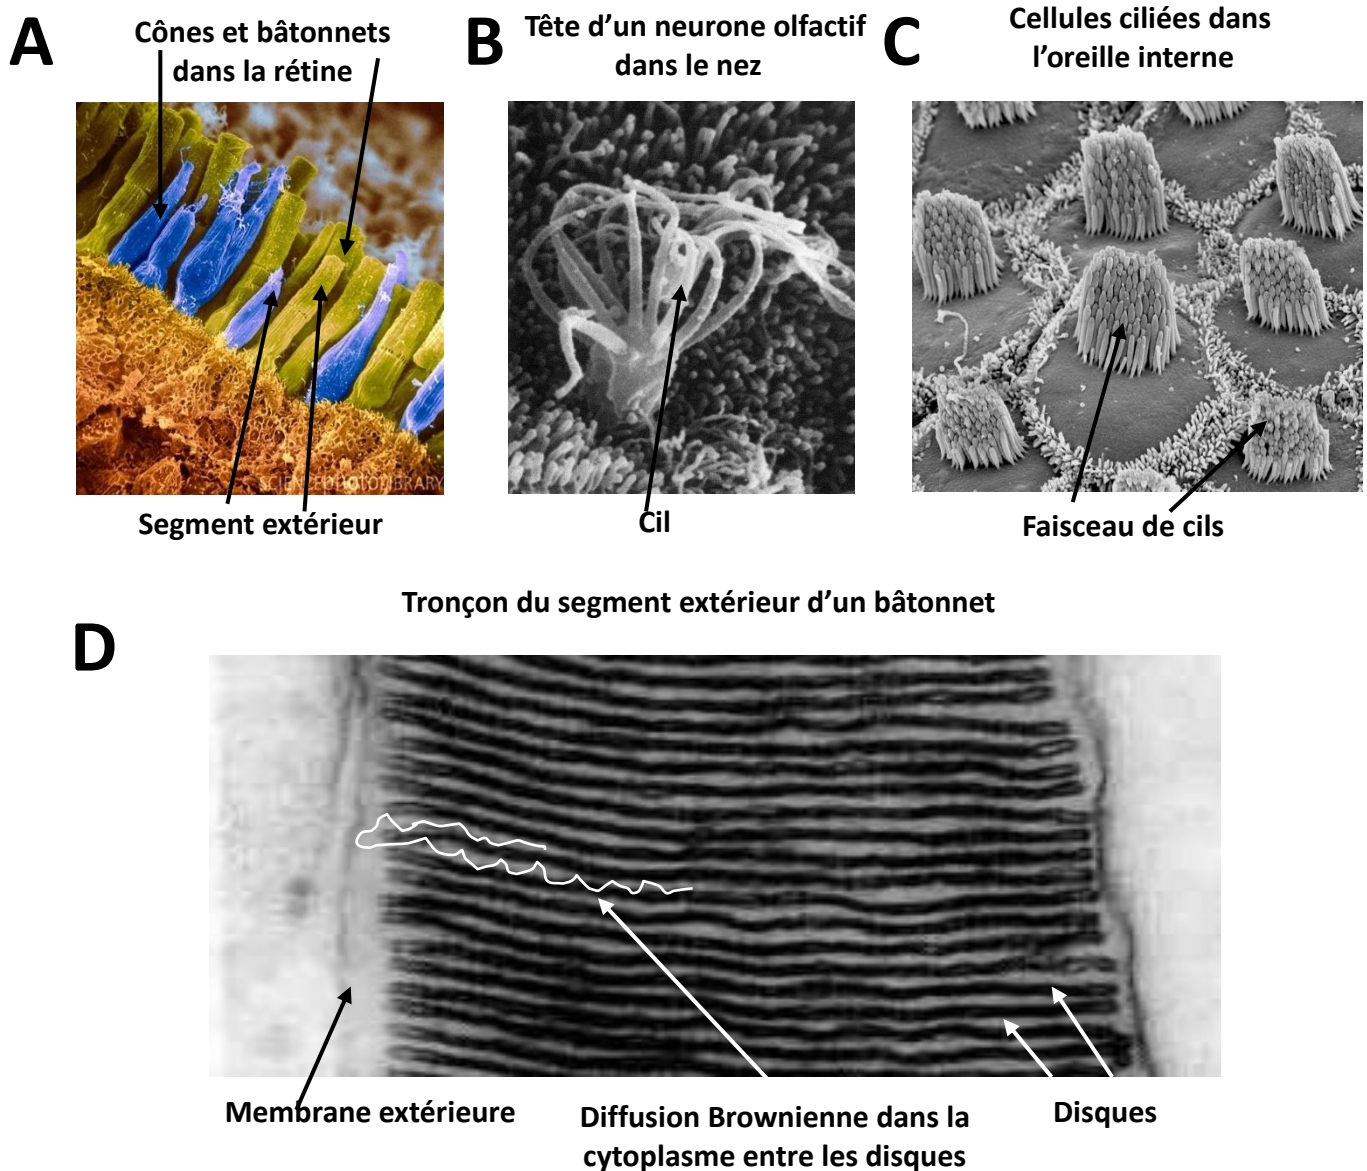 A
Cônes et bâtonnets
dans la rétine
B
Tête d’un neurone olfactif
dans le nez
C
Cellules ciliées dans
l’oreille interne
SCIENCEPHOTOLIBRARY
Segment extérieur
Cil
Faisceau de cils
Tronçon du segment extérieur d’un bâtonnet
D
Membrane extérieure
Diffusion Brownienne dans la
cytoplasme entre les disques
Disques